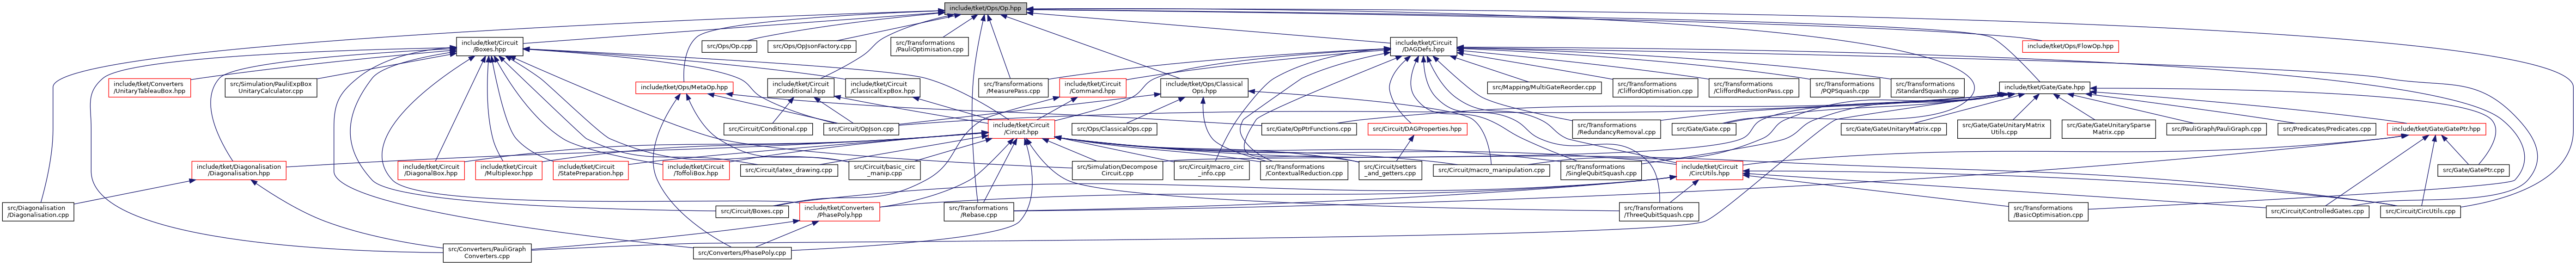 include/tket/Ops/Op.hpp
include/tket/Circuit
/Boxes.hpp
src/Ops/Op.cpp
src/Ops/OpJsonFactory.cpp
src/Transformations
/PauliOptimisation.cpp
include/tket/Circuit
/DAGDefs.hpp
include/tket/Ops/FlowOp.hpp
include/tket/Converters
/UnitaryTableauBox.hpp
src/Simulation/PauliExpBox
UnitaryCalculator.cpp
include/tket/Ops/MetaOp.hpp
include/tket/Circuit
/Conditional.hpp
include/tket/Circuit
/ClassicalExpBox.hpp
src/Transformations
/MeasurePass.cpp
include/tket/Circuit
/Command.hpp
include/tket/Ops/Classical
Ops.hpp
src/Mapping/MultiGateReorder.cpp
src/Transformations
/CliffordOptimisation.cpp
src/Transformations
/CliffordReductionPass.cpp
src/Transformations
/PQPSquash.cpp
src/Transformations
/StandardSquash.cpp
include/tket/Gate/Gate.hpp
src/Circuit/Conditional.cpp
src/Circuit/OpJson.cpp
include/tket/Circuit
/Circuit.hpp
src/Ops/ClassicalOps.cpp
src/Gate/OpPtrFunctions.cpp
src/Circuit/DAGProperties.hpp
src/Transformations
/RedundancyRemoval.cpp
src/Gate/Gate.cpp
src/Gate/GateUnitaryMatrix.cpp
src/Gate/GateUnitaryMatrix
Utils.cpp
src/Gate/GateUnitarySparse
Matrix.cpp
src/PauliGraph/PauliGraph.cpp
src/Predicates/Predicates.cpp
include/tket/Gate/GatePtr.hpp
include/tket/Diagonalisation
/Diagonalisation.hpp
include/tket/Circuit
/DiagonalBox.hpp
include/tket/Circuit
/Multiplexor.hpp
include/tket/Circuit
/StatePreparation.hpp
include/tket/Circuit
/ToffoliBox.hpp
src/Circuit/latex_drawing.cpp
src/Circuit/basic_circ
_manip.cpp
src/Simulation/Decompose
Circuit.cpp
src/Circuit/macro_circ
_info.cpp
src/Transformations
/ContextualReduction.cpp
src/Circuit/setters
_and_getters.cpp
src/Circuit/macro_manipulation.cpp
src/Transformations
/SingleQubitSquash.cpp
include/tket/Circuit
/CircUtils.hpp
src/Gate/GatePtr.cpp
src/Diagonalisation
/Diagonalisation.cpp
src/Circuit/Boxes.cpp
include/tket/Converters
/PhasePoly.hpp
src/Transformations
/Rebase.cpp
src/Transformations
/ThreeQubitSquash.cpp
src/Transformations
/BasicOptimisation.cpp
src/Circuit/ControlledGates.cpp
src/Circuit/CircUtils.cpp
src/Converters/PauliGraph
Converters.cpp
src/Converters/PhasePoly.cpp